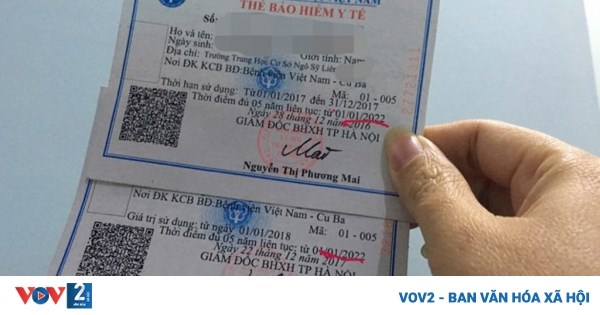 VIỆT NAM
THẺ BẢO HIỂM Y TẾ
Số:
Họ và tên:
Ngày sinh: Giới tính: Nam
Địa chỉ: Trường Trung Học Cơ Sở Ngô Sỹ Liên
Nơi ĐK KCB BĐ: Bệnh viện Việt Nam - Cu Ba
Mã: 01 - 005
Thời hạn sử dụng: Từ 01/01/2017 đến 31/12/2017
Thời điểm đủ 05 năm liên tục: từ 01/01/2022
Ngày 28 tháng 12 năm 2016
GIÁM ĐỐC BHXH TP HÀ NỘI
Nguyễn Thị Phương Mai
Nơi ĐK KCB BĐ: Bệnh viện Việt Nam - Cu Ba
Mã: 01 - 005
Giá trị sử dụng: từ ngày 01/01/2018
Thời điểm đủ 05 năm liên tục: từ 01/01/2022
Ngày 22 tháng 12 năm 2017
GIÁM ĐỐC BHXH TP HÀ NỘI
VOV2
VOV2 - BAN VĂN HÓA XÃ HỘI